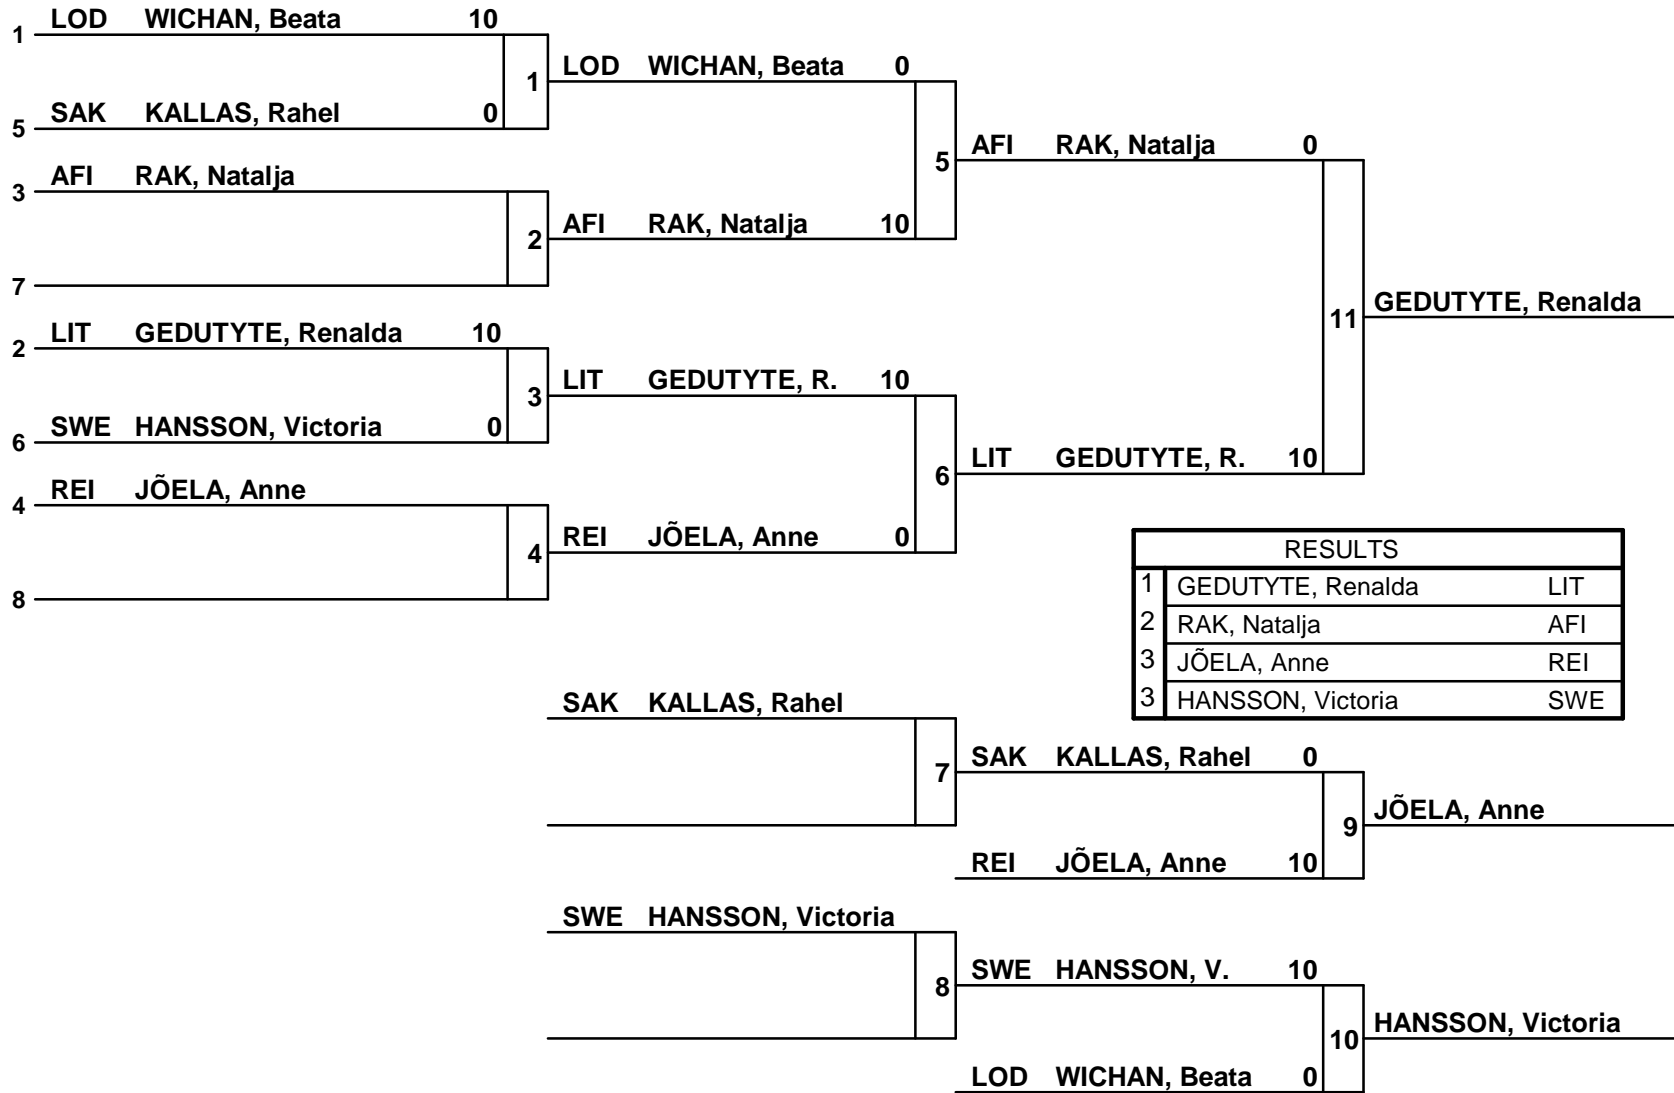 1 LOD WICHAN, Beata 10
1
5 SAK KALLAS, Rahel 0
LOD WICHAN, Beata 0
3 AFI RAK, Natalja
2
7
AFI RAK, Natalja 10
5
AFI RAK, Natalja 0
2 LIT GEDUTYTE, Renalda 10
3
6 SWE HANSSON, Victoria 0
LIT GEDUTYTE, R. 10
4 REI JÕELA, Anne
4
8
REI JÕELA, Anne 0
6
LIT GEDUTYTE, R. 10
11
GEDUTYTE, Renalda
RESULTS
1 GEDUTYTE, Renalda LIT
2 RAK, Natalja AFI
3 JÕELA, Anne REI
3 HANSSON, Victoria SWE
SAK KALLAS, Rahel
7
SAK KALLAS, Rahel 0
9
JÕELA, Anne
REI JÕELA, Anne 10
SWE HANSSON, Victoria
8
SWE HANSSON, V. 10
10
HANSSON, Victoria
LOD WICHAN, Beata 0